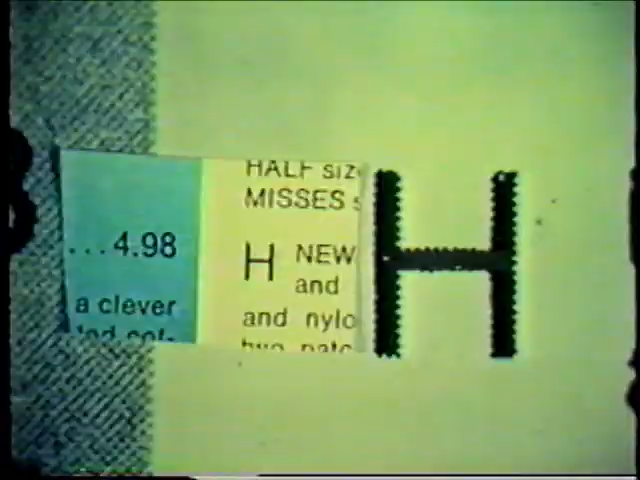 HALF siz
MISSES s
...4.98
H NEW
and
a clever
and nylo
H